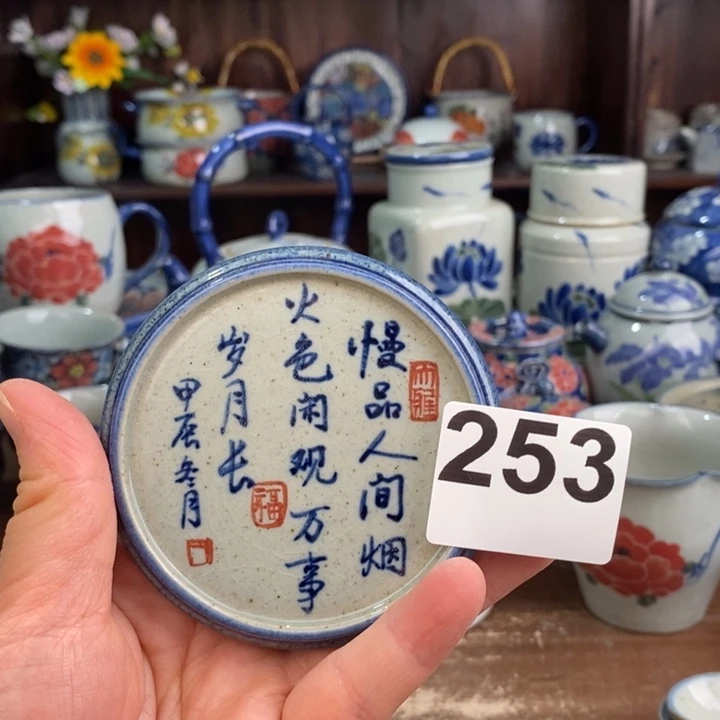 慢品人间烟
火色闲观万事
岁月长
甲辰冬月
福
253